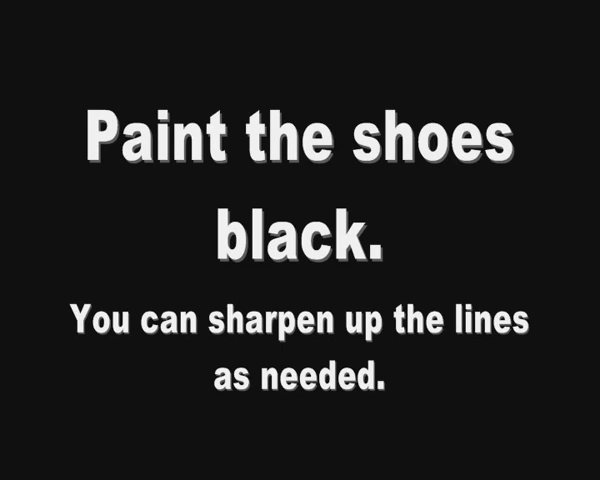 Paint the shoes
black.
You can sharpen up the lines
as needed.